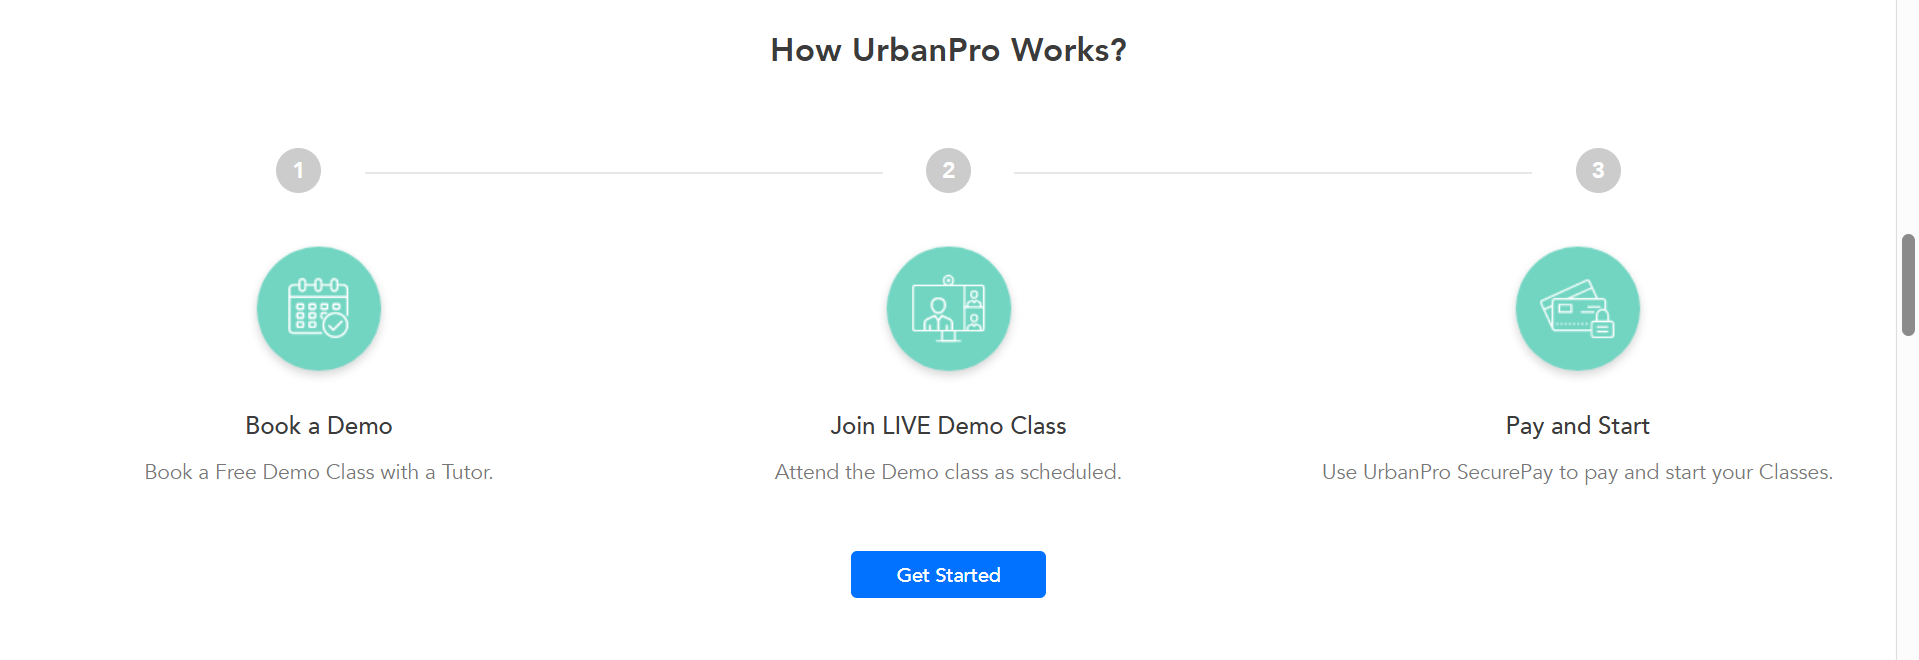 How UrbanPro Works?
1
2
3
Book a Demo
Book a Free Demo Class with a Tutor.
Join LIVE Demo Class
Attend the Demo class as scheduled.
Pay and Start
Use UrbanPro SecurePay to pay and start your Classes.
Get Started